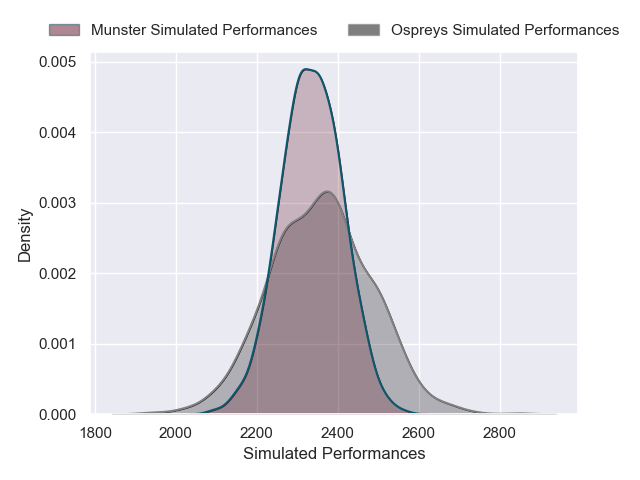 Munster Simulated Performances Ospreys Simulated Performances
0.005
0.004
0.003
0.002
0.001
0.000
Density
1800 2000 2200 2400 2600 2800
Simulated Performances